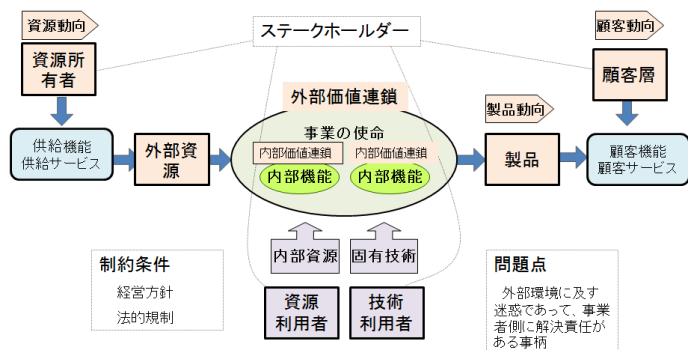 資源動向
ステークホールダー
顧客動向
資源所
有者
顧客層
外部価値連鎖
製品動向
事業の使命
供給機能
供給サービス
外部資
源
内部価値連鎖
内部価値連鎖
内部機能
内部機能
製品
顧客機能
顧客サービス
内部資源
固有技術
制約条件
経営方針
法的規制
資源
利用者
技術
利用者
問題点
外部環境に及す
迷惑であって、事業
者側に解決責任が
ある事柄